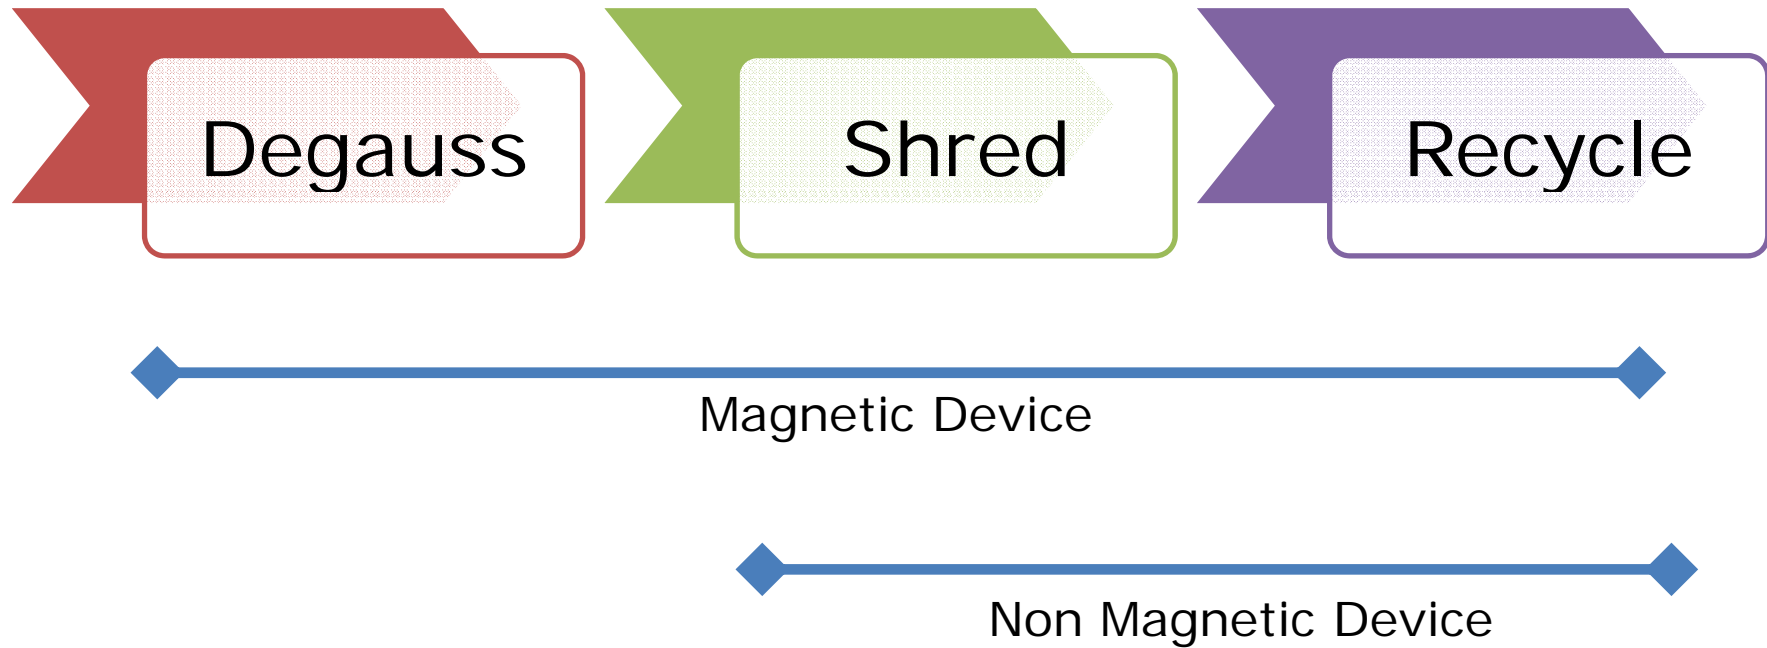 Degauss
Shred
Recycle
Magnetic Device
Non Magnetic Device